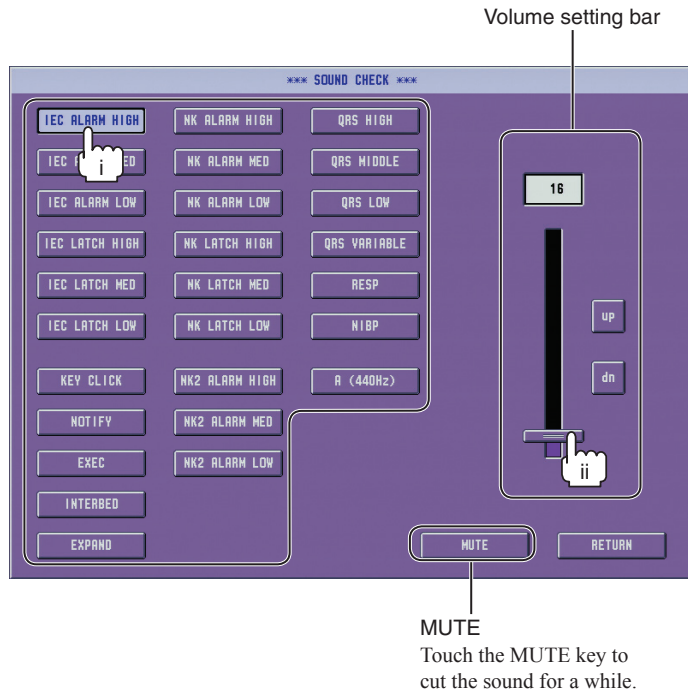 Volume setting bar
*** SOUND CHECK ***
IEC ALARM HIGH NK ALARM HIGH QRS HIGH
IEC ED NK ALARM MED QRS MIDDLE
IEC ALARM LOW NK ALARM LOW QRS LOW
IEC LATCH HIGH NK LATCH HIGH QRS VARIABLE
IEC LATCH MED NK LATCH MED RESP
IEC LATCH LOW NK LATCH LOW NIBP
KEY CLICK NK2 ALARM HIGH A (440Hz)
NOTIFY NK2 ALARM MED
EXEC NK2 ALARM LOW
INTERBED
EXPAND
i
16
up
dn
ii
MUTE RETURN
MUTE
Touch the MUTE key to
cut the sound for a while.